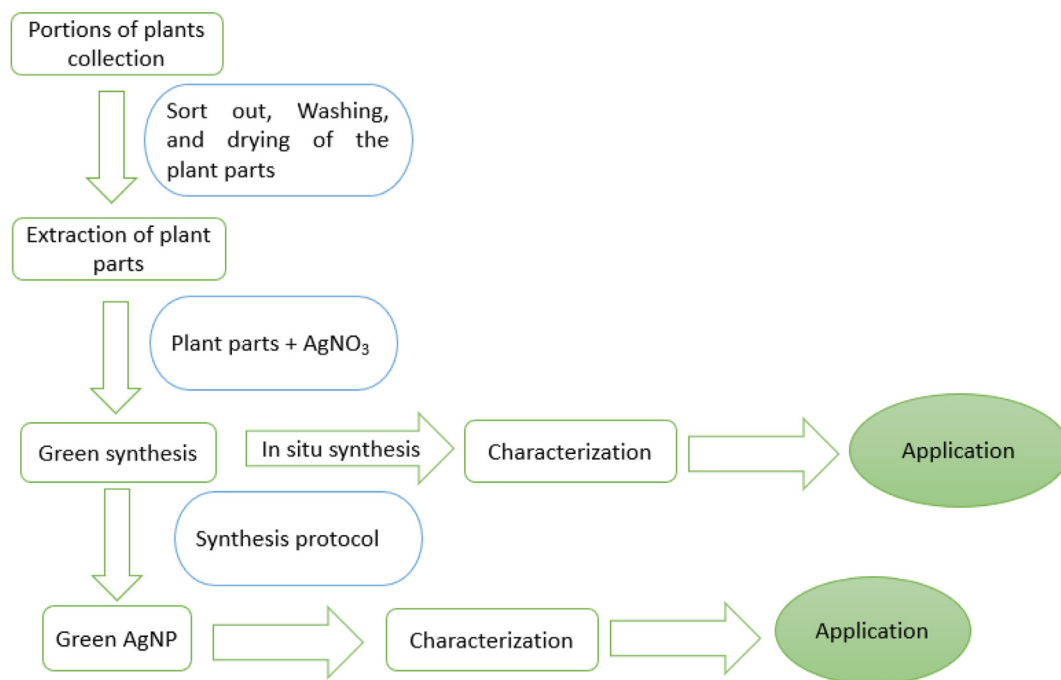 Portions of plants
collection
Sort out, Washing,
and drying of the
plant parts
Extraction of plant
parts
Plant parts + AgNO₃
Green synthesis
In situ synthesis
Characterization
Application
Synthesis protocol
Green AgNP
Characterization
Application